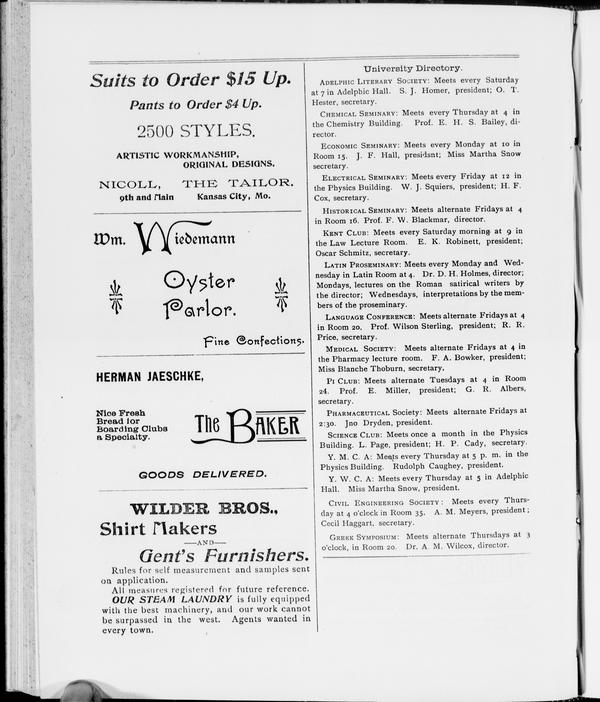 Suits to Order $15 Up.
Pants to Order $4 Up.
2500 STYLES.
ARTISTIC WORKMANSHIP,
ORIGINAL DESIGNS.
NICOLL, THE TAILOR.
9th and Main Kansas City, Mo.
Wm. Wiedemann
Oyster
Parlor.
Fine Confections.
HERMAN JAESCHKE,
Nice Fresh
Bread for
Boarding Clubs
a Specialty.
The BAKER
GOODS DELIVERED.
WILDER BROS.,
Shirt Makers
—AND—
Gent's Furnishers.
Rules for self measurement and samples sent
on application.
All measures registered for future reference.
OUR STEAM LAUNDRY is fully equipped
with the best machinery, and our work cannot
be surpassed in the west. Agents wanted in
every town.
University Directory.
ADELPHIC LITERARY SOCIETY: Meets every Saturday
at 7 in Adelphic Hall. S. J. Homer, president; O. T.
Hester, secretary.
CHEMICAL SEMINARY: Meets every Thursday at 4 in
the Chemistry Building. Prof. E. H. S. Bailey, di-
rector.
ECONOMIC SEMINARY: Meets every Monday at 10 in
Room 15. J. F. Hall, presidsnt; Miss Martha Snow
secretary.
ELECTRICAL SEMINARY: Meets every Friday at 12 in
the Physics Building. W. J. Squiers, president; H. F.
Cox, secretary.
HISTORICAL SEMINARY: Meets alternate Fridays at 4
in Room 16. Prof. F. W. Blackmar, director.
KENT CLUB: Meets every Saturday morning at 9 in
the Law Lecture Room. E. K. Robinett, president;
Oscar Schmitz, secretary.
LATIN PROSEMINARY: Meets every Monday and Wed-
nesday in Latin Room at 4. Dr. D. H. Holmes, director;
Mondays, lectures on the Roman satirical writers by
the director; Wednesdays, interpretations by the mem-
bers of the proseminary.
LANGUAGE CONFERENCE: Meets alternate Fridays at 4
in Room 20. Prof. Wilson Sterling, president; R. R.
Price, secretary.
MEDICAL SOCIETY: Meets alternate Fridays at 4 in
the Pharmacy lecture room. F. A. Bowker, president;
Miss Blanche Thoburn, secretary,
PI CLUB: Meets alternate Tuesdays at 4 in Room
24. Prof. E. Miller, president; G. R. Albers,
secretary.
PHARMACEUTICAL Society: Meets alternate Fridays at
2:30. Jno Dryden, president.
SCIENCE CLUB: Meets once a month in the Physics
Building. L. Page, president; H. P. Cady, secretary.
Y. M. C. A: Meets every Thursday at 5 p. m. in the
Physics Building. Rudolph Caughey, president.
Y. W. C. A: Meets every Thursday at 5 in Adelphic
Hall. Miss Martha Snow, president.
CIVIL ENGINEERING SOCIETY: Meets every Thurs-
day at 4 o'clock in Room 35. A. M. Meyers, president;
Cecil Haggart, secretary.
GREEK SYMPOSIUM: Meets alternate Thursdays at 3
o'clock, in Room 20. Dr. A. M. Wilcox, director.